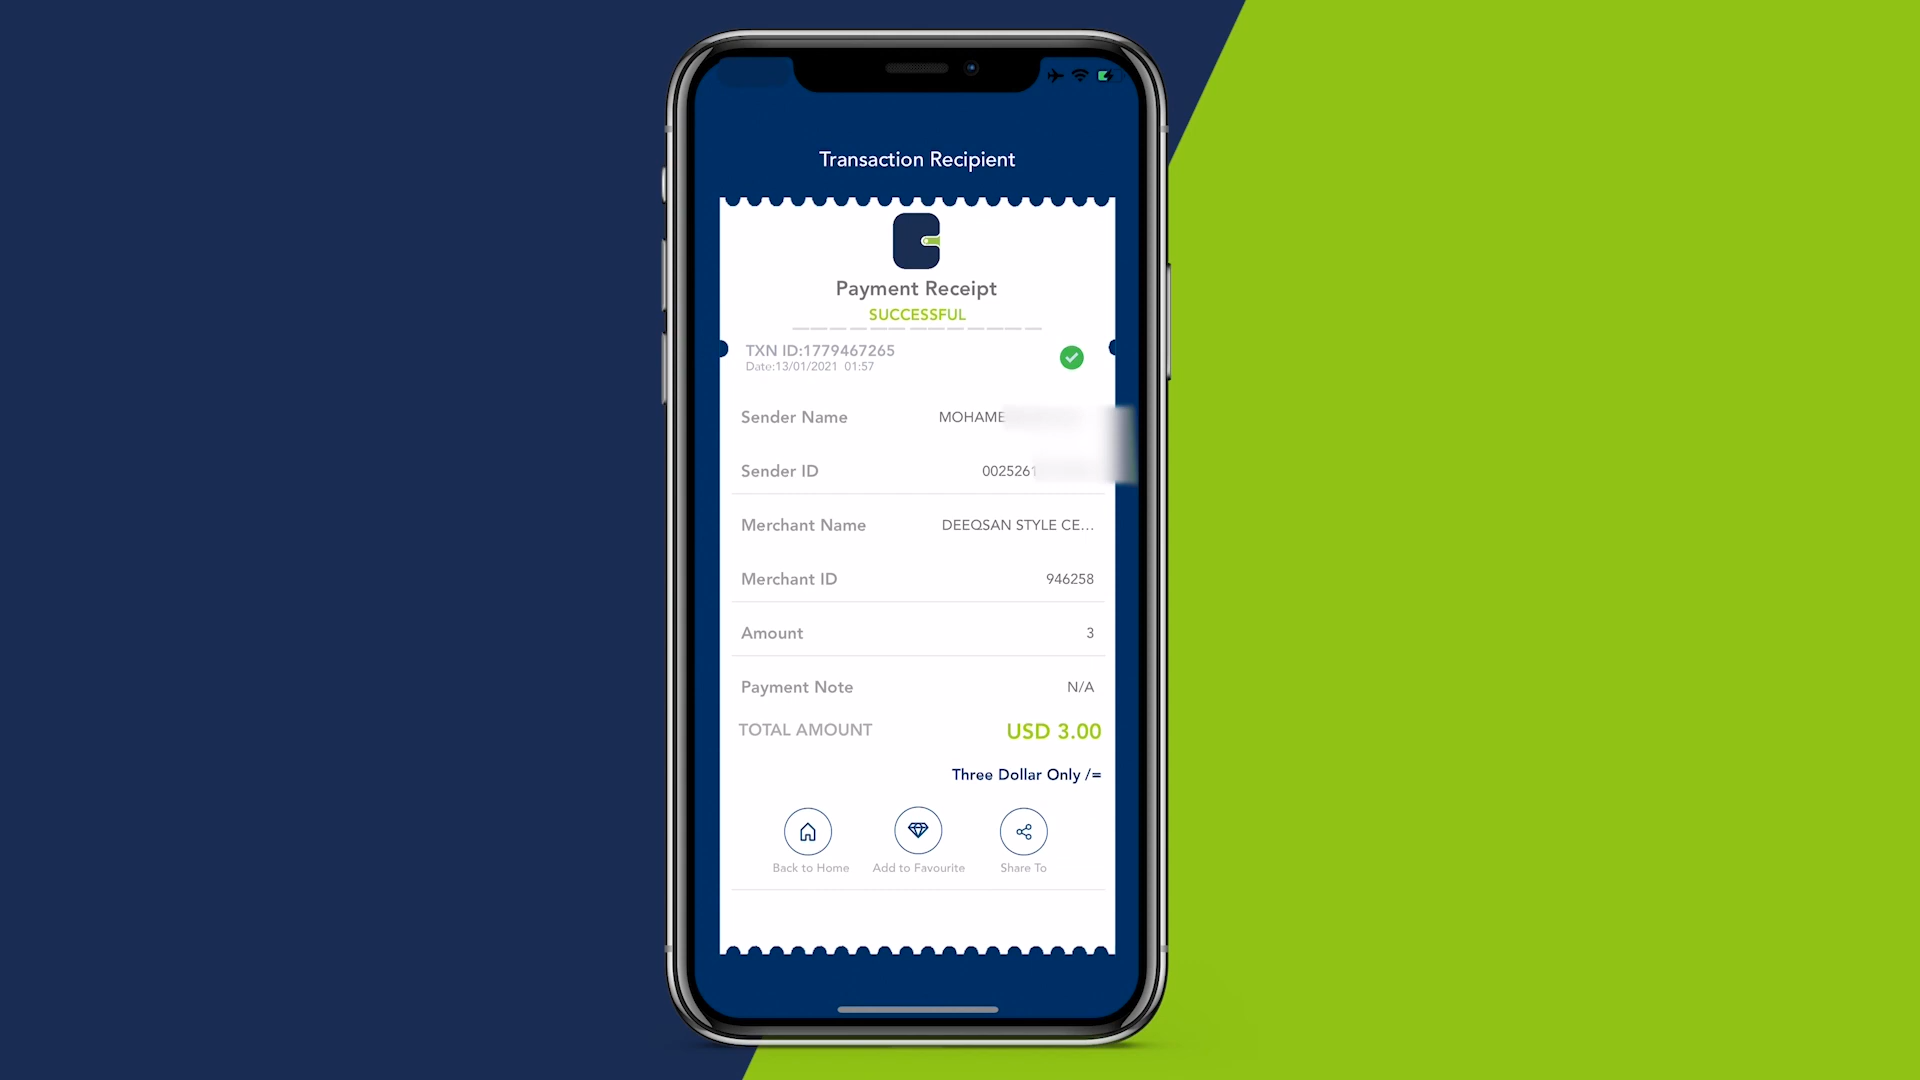 Transaction Recipient
Payment Receipt
SUCCESSFUL
TXN ID:1779467265
Date:13/01/2021 01:57
Sender Name MOHAME
Sender ID 0025261
Merchant Name DEEQSAN STYLE CE...
Merchant ID 946258
Amount 3
Payment Note N/A
TOTAL AMOUNT USD 3.00
Three Dollar Only /=
Back to Home Add to Favourite Share To